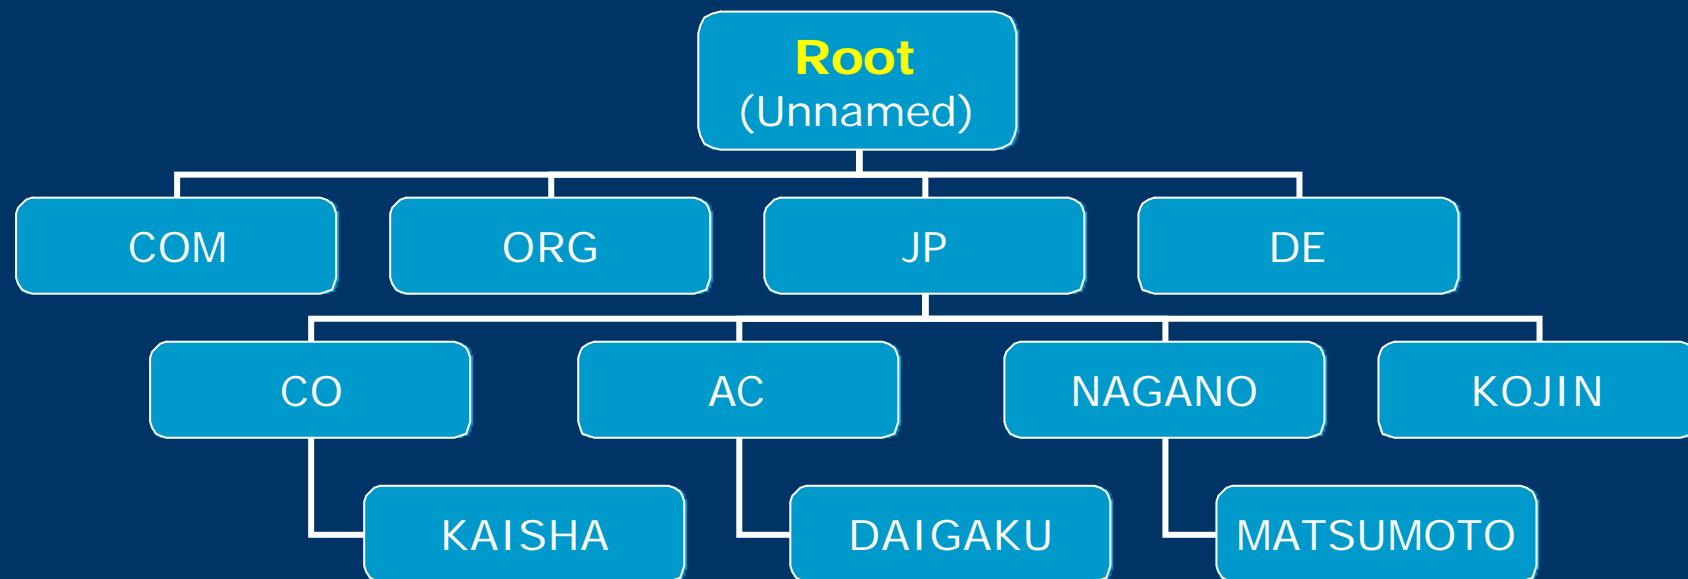 Root
(Unnamed)
COM
ORG
JP
DE
CO
AC
NAGANO
KOJIN
KAISHA
DAIGAKU
MATSUMOTO